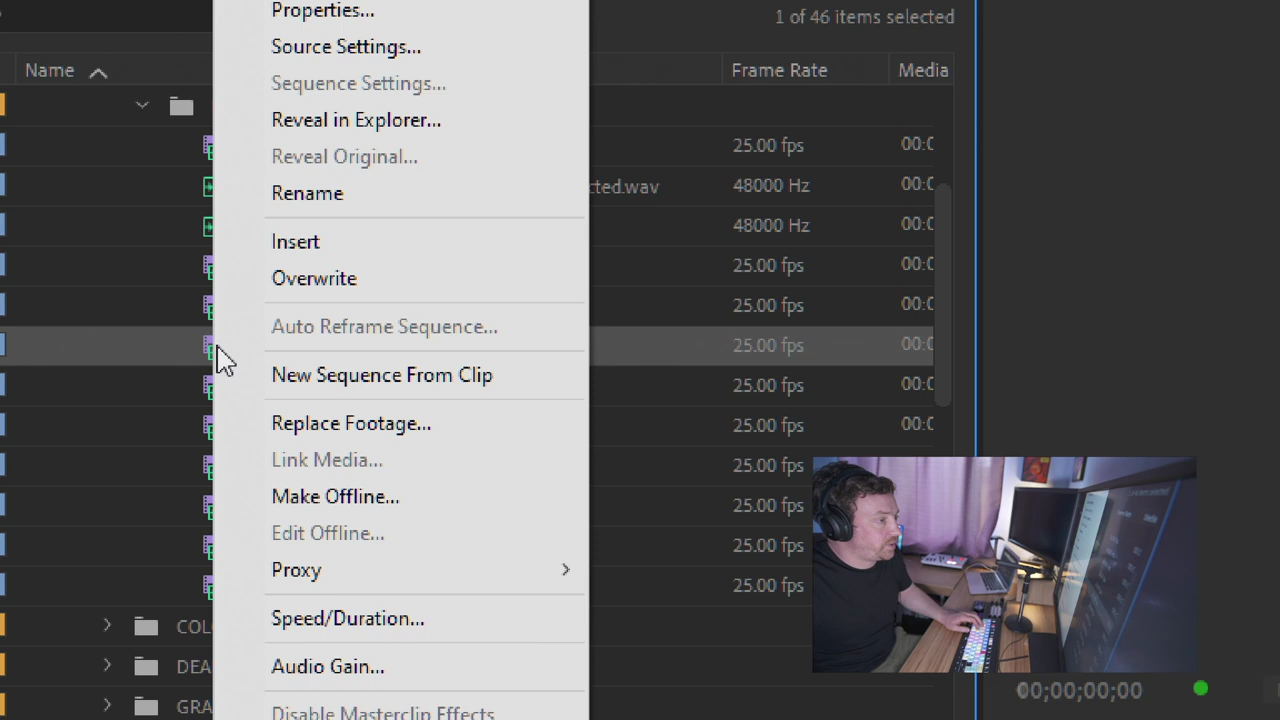 Properties...
1 of 46 items selected
Source Settings...
Name
Frame Rate
Media
Sequence Settings...
Reveal in Explorer...
25.00 fps
00:0
Reveal Original...
Rename
cted.wav
48000 Hz
00:0
48000 Hz
00:0
Insert
25.00 fps
00:0
Overwrite
25.00 fps
00:0
Auto Reframe Sequence...
25.00 fps
00:0
New Sequence From Clip
25.00 fps
00:0
Replace Footage...
25.00 fps
00:0
Link Media...
25.00 fps
Make Offline...
25.00 fps
Edit Offline...
25.00 fps
Proxy
25.00 fps
Speed/Duration...
COL
Audio Gain...
DEA
00;00;00;00
GRA
Disable Masterclip Effects